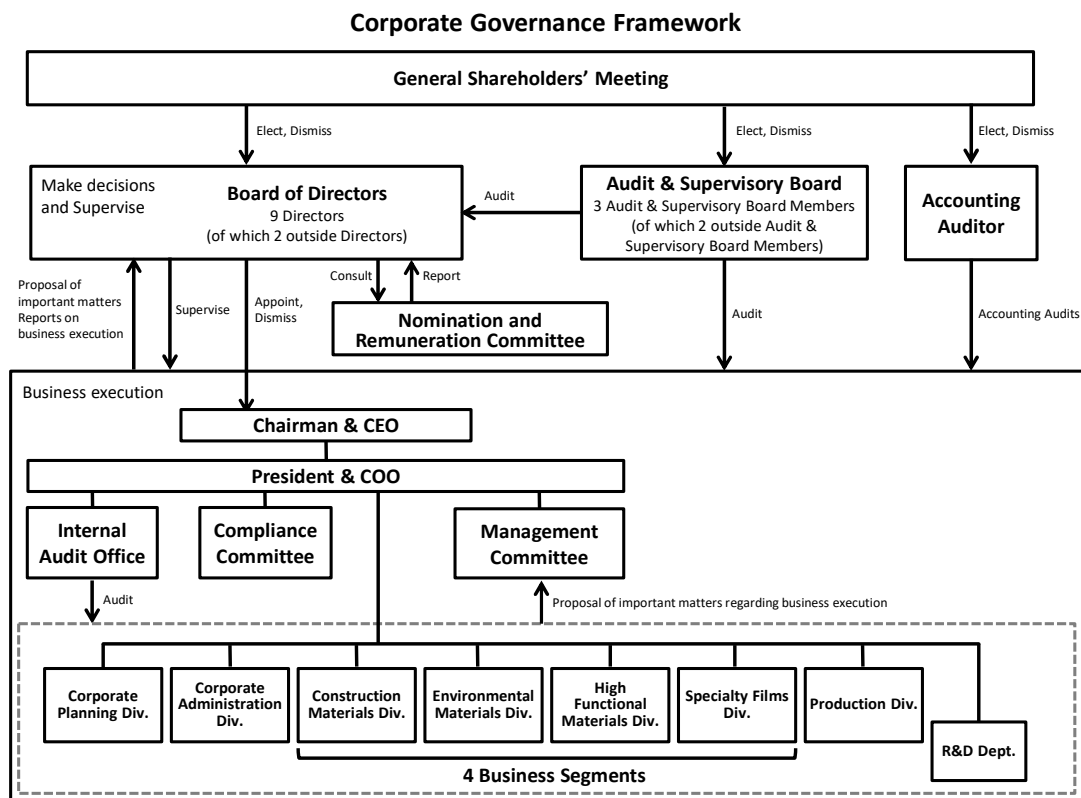 Corporate Governance Framework
General Shareholders' Meeting
Elect, Dismiss
Elect, Dismiss
Elect, Dismiss
Make decisions
and Supervise
Board of Directors
9 Directors
(of which 2 outside Directors)
Audit
Audit & Supervisory Board
3 Audit & Supervisory Board Members
(of which 2 outside Audit &
Supervisory Board Members)
Accounting
Auditor
Proposal of
important matters
Reports on
business execution
Supervise
Appoint,
Dismiss
Consult
Report
Nomination and
Remuneration Committee
Audit
Accounting Audits
Business execution
Chairman & CEO
President & COO
Internal
Audit Office
Compliance
Committee
Management
Committee
Audit
Proposal of important matters regarding business execution
Corporate
Planning Div.
Corporate
Administration
Div.
Construction
Materials Div.
Environmental
Materials Div.
High
Functional
Materials Div.
Specialty Films
Div.
Production Div.
R&D Dept.
4 Business Segments